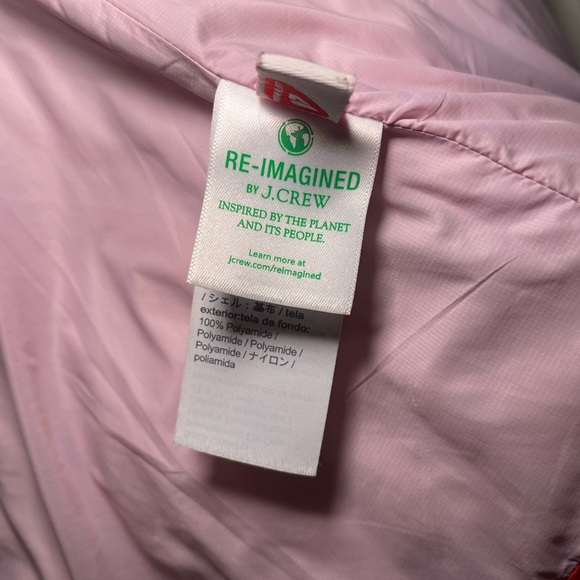 RE-IMAGINED
BY J.CREW
INSPIRED BY THE PLANET
AND ITS PEOPLE.
Learn more at
jcrew.com/reImagined
/ シェル：基布 / tela
exterior:tela de fondo:
100% Polyamide /
Polyamide / Polyamide /
Polyamide / ナイロン /
poliamida